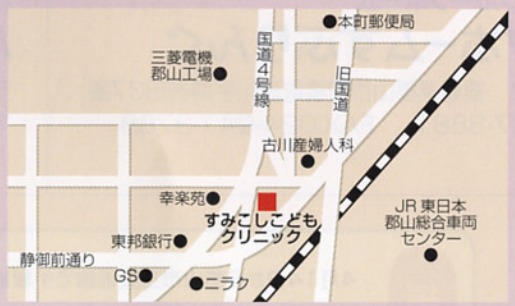 本町郵便局
三菱電機
郡山工場
国道4号線
旧国道
古川産婦人科
幸楽苑
すみこしこども
クリニック
JR 東日本
郡山総合車両
センター
東邦銀行
静御前通り
GS
ニラク